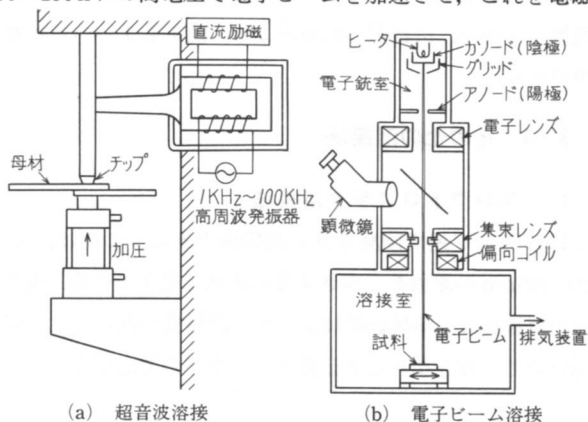 直流励磁
母材
チップ
1KHz~100KHz
高周波発振器
加圧
(a) 超音波溶接
ヒータ
カソード(陰極)
グリッド
電子銃室
アノード(陽極)
電子レンズ
顕微鏡
集束レンズ
偏向コイル
溶接室
電子ビーム
排気装置
試料
(b) 電子ビーム溶接